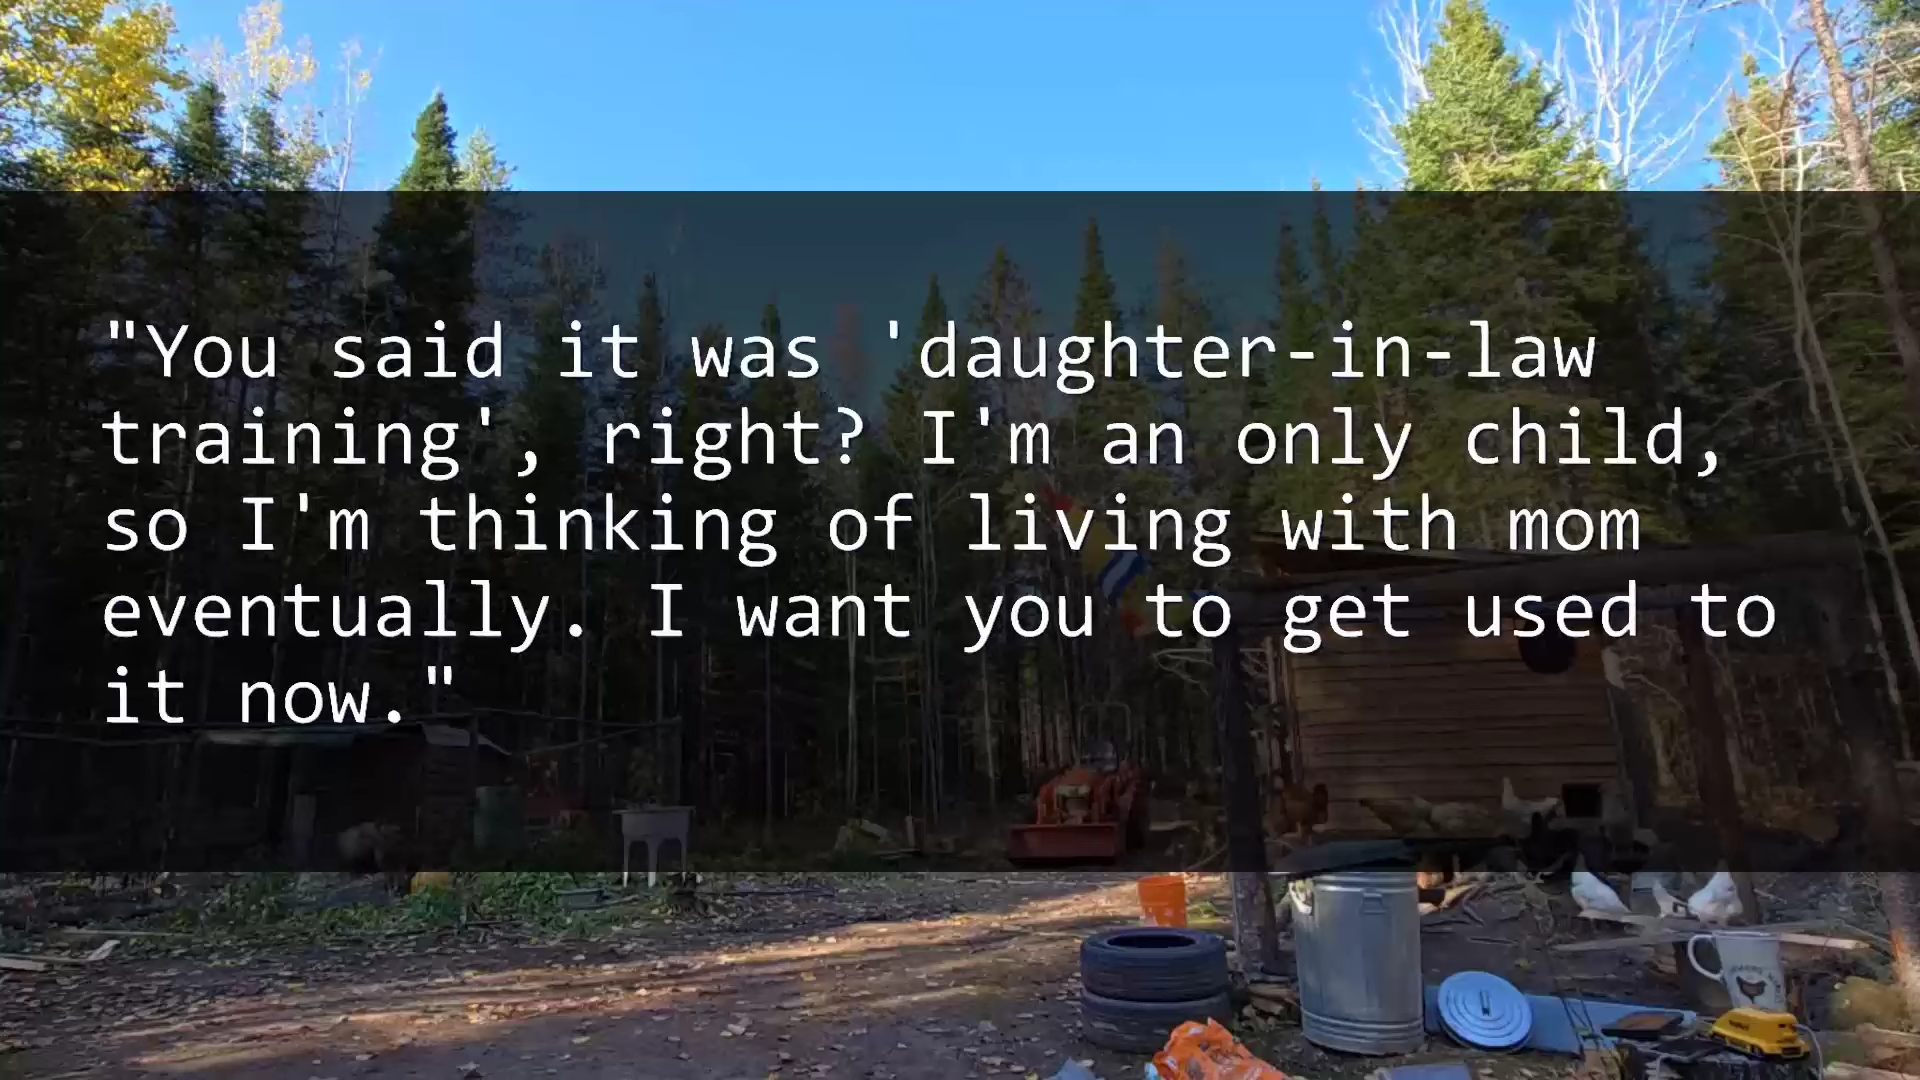 "You said it was 'daughter-in-law
training', right? I'm an only child,
so I'm thinking of living with mom
eventually. I want you to get used to
it now."